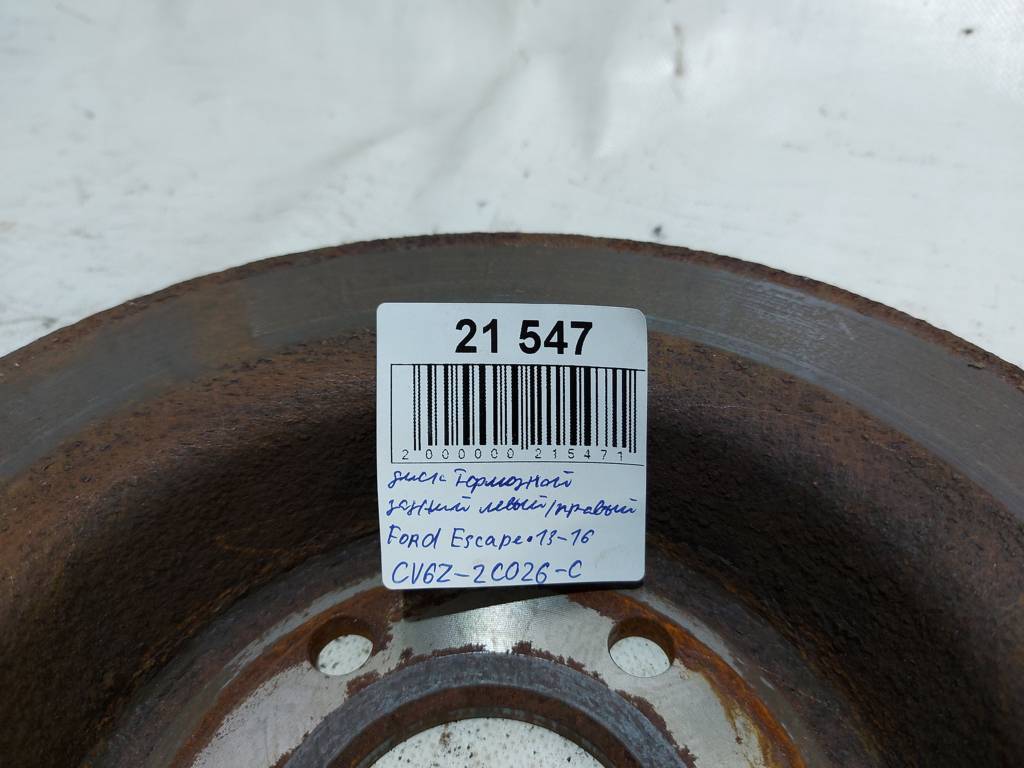 21 547
2 000000 215471
диск тормозной
задний левый/правый
Ford Escape 13-16
CV6Z-2C026-C